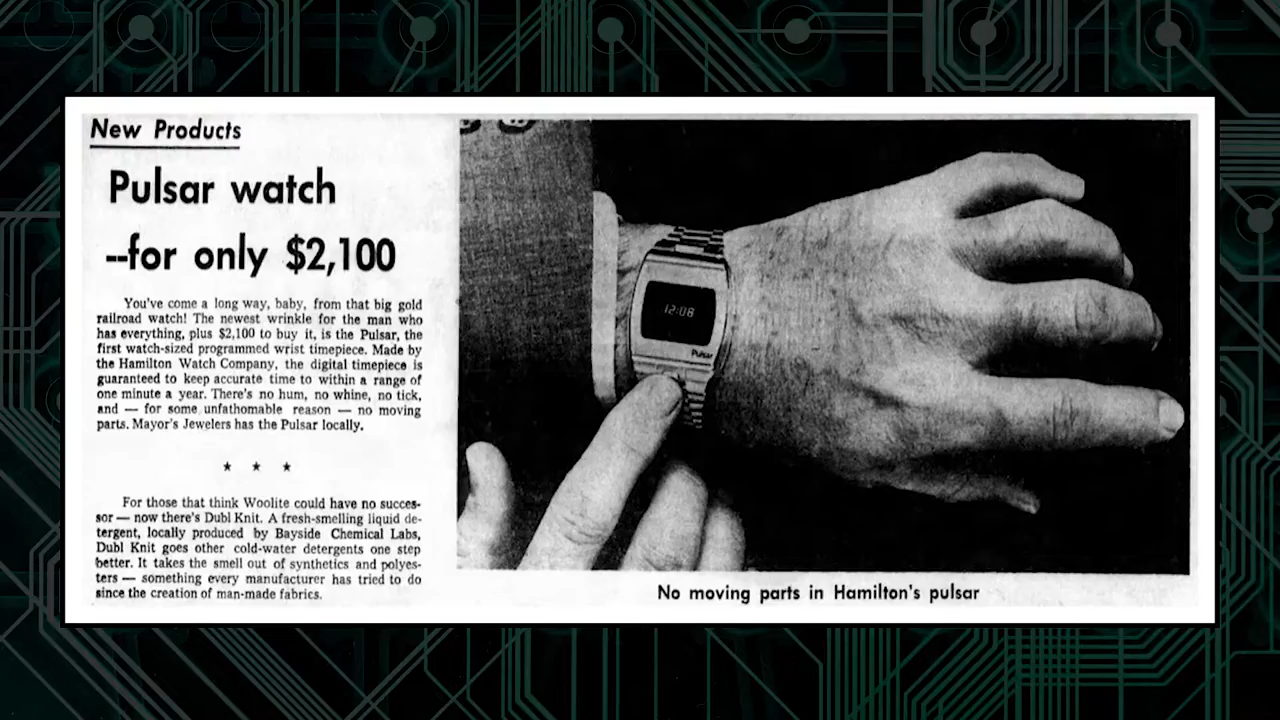 New Products
Pulsar watch
--for only $2,100
You've come a long way, baby, from that big gold
railroad watch! The newest wrinkle for the man who
has everything, plus $2,100 to buy it, is the Pulsar, the
first watch-sized programmed wrist timepiece. Made by
the Hamilton Watch Company, the digital timepiece is
guaranteed to keep accurate time to within a range of
one minute a year. There's no hum, no whine, no tick,
and — for some unfathomable reason — no moving
parts. Mayor's Jewelers has the Pulsar locally.
★ ★ ★
For those that think Woolite could have no succes-
sor — now there's Dubl Knit. A fresh-smelling liquid de-
tergent, locally produced by Bayside Chemical Labs,
Dubl Knit goes other cold-water detergents one step
better. It takes the smell out of synthetics and polyes-
ters — something every manufacturer has tried to do
since the creation of man-made fabrics.
12:08
Pulsar
No moving parts in Hamilton's pulsar